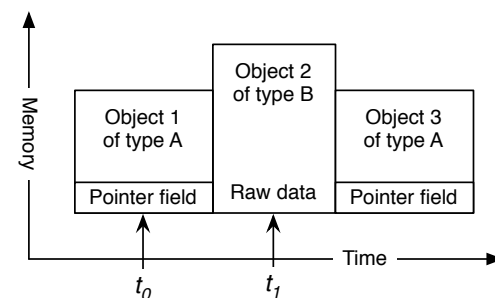 Memory
Object 1
of type A
Pointer field
Object 2
of type B
Raw data
Object 3
of type A
Pointer field
Time
t0
t1